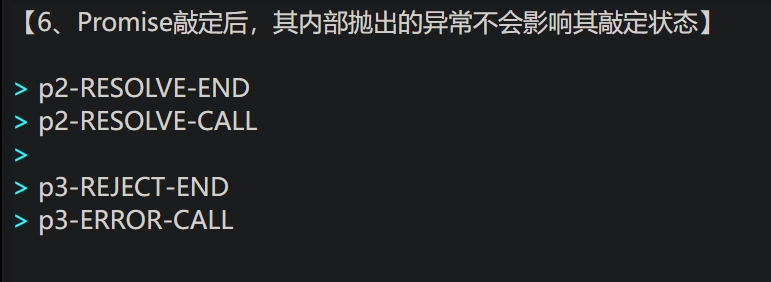 【6、Promise敲定后，其内部抛出的异常不会影响其敲定状态】
> p2-RESOLVE-END
> p2-RESOLVE-CALL
>
> p3-REJECT-END
> p3-ERROR-CALL